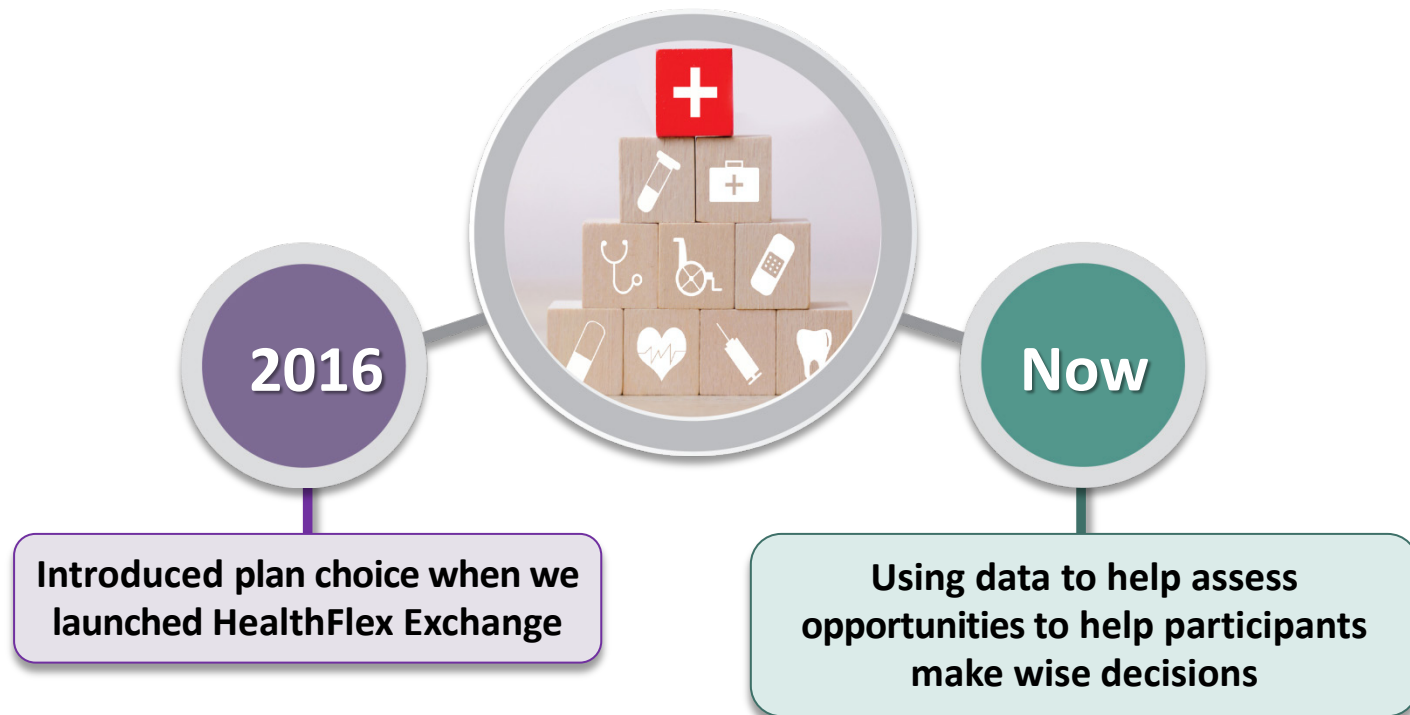 2016
Now
Introduced plan choice when we
launched HealthFlex Exchange
Using data to help assess
opportunities to help participants
make wise decisions